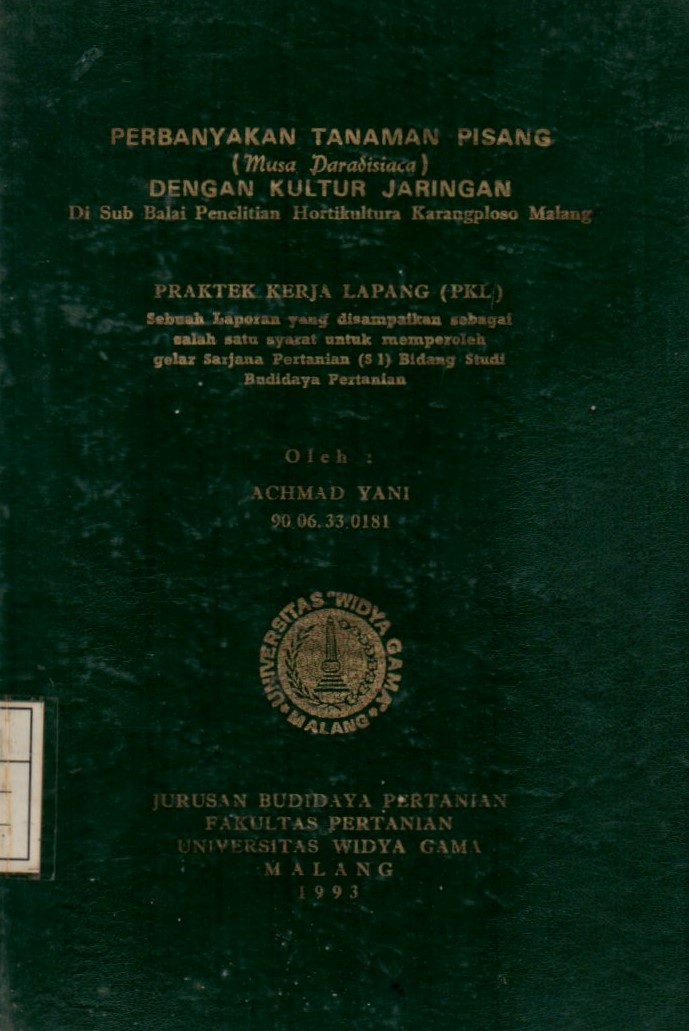 PERBANYAKAN TANAMAN PISANG
(Musa Paradisiaca)
DENGAN KULTUR JARINGAN
Di Sub Balai Penelitian Hortikultura Karangploso Malang
PRAKTEK KERJA LAPANG (PKL)
Sebuah Laporan yang disampaikan sebagai
salah satu syarat untuk memperoleh
gelar Sarjana Pertanian (S1) Bidang Studi
Budidaya Pertanian
Oleh :
ACHMAD YANI
90.06.33.0181
UNIVERSITAS "WIDYA GAMA"
MALANG
JURUSAN BUDIDAYA PERTANIAN
FAKULTAS PERTANIAN
UNIVERSITAS WIDYA GAMA
MALANG
1993